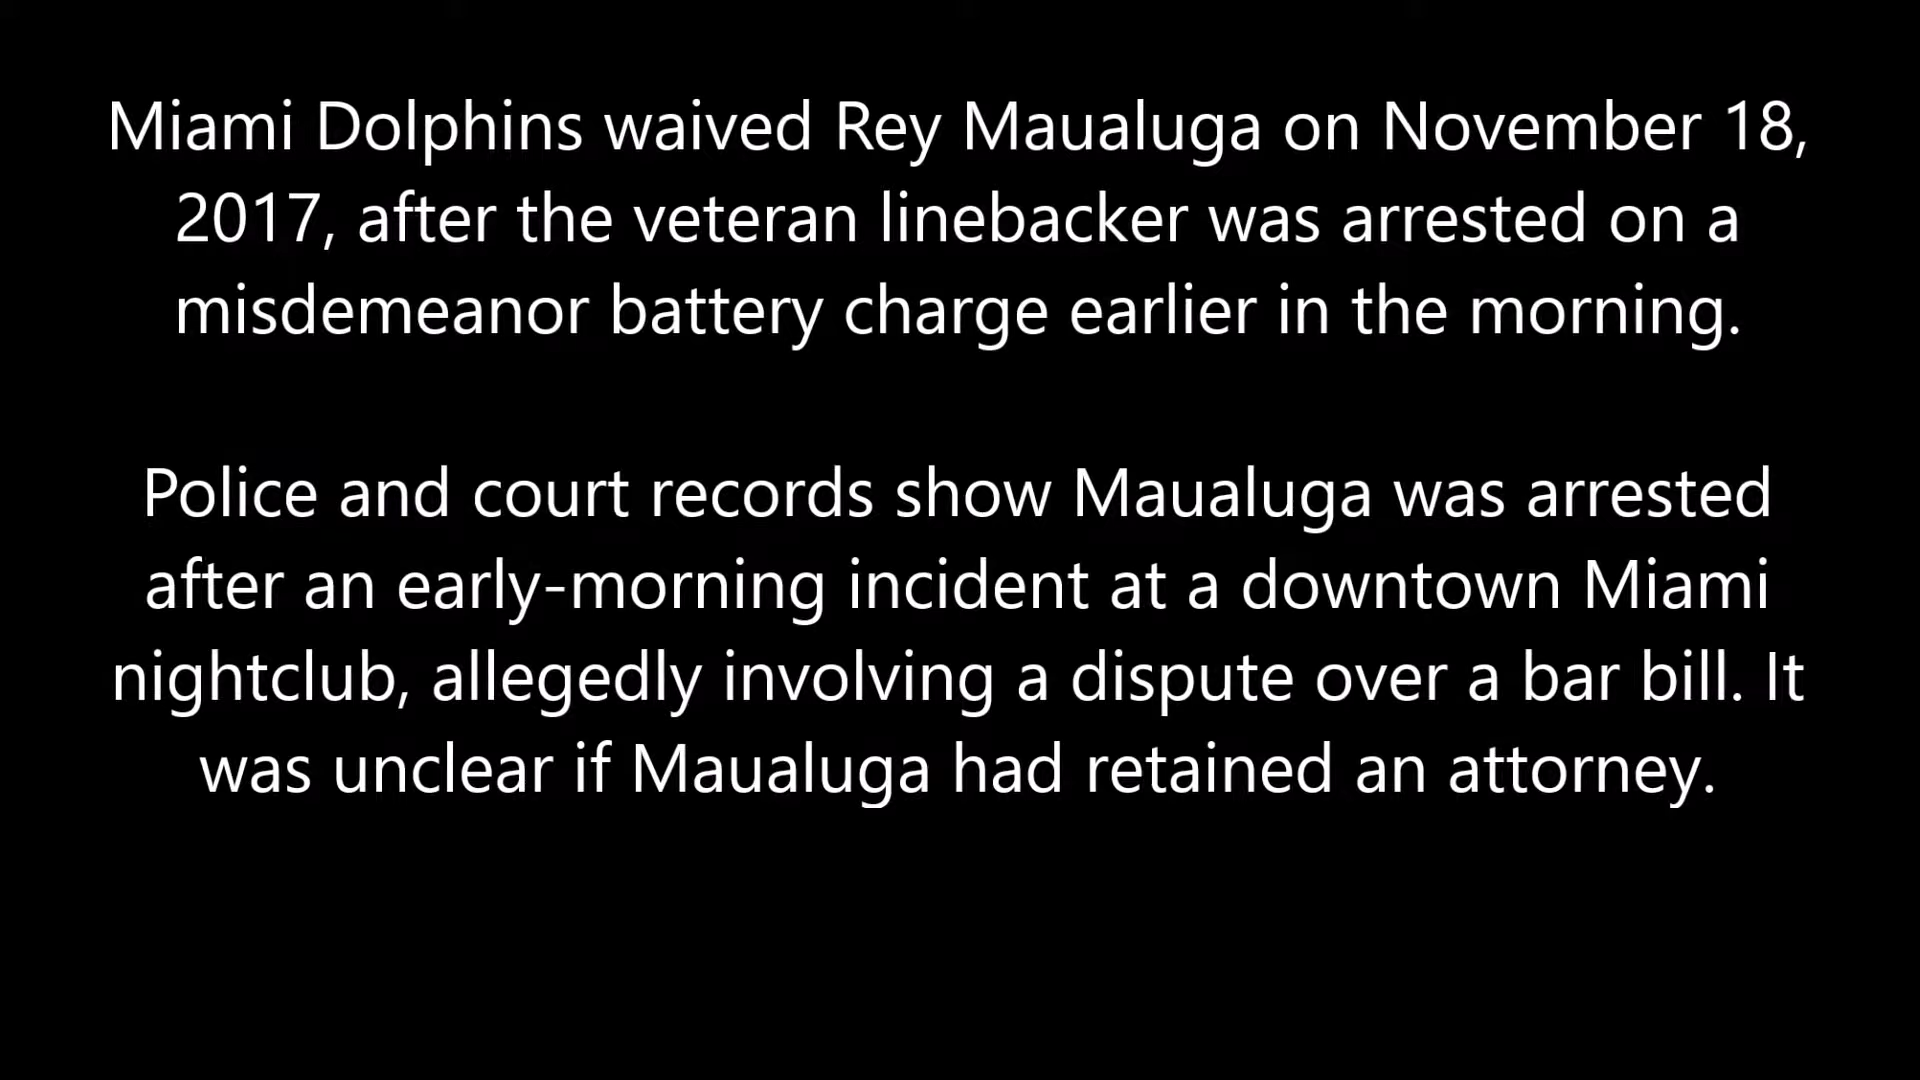 Miami Dolphins waived Rey Maualuga on November 18,
2017, after the veteran linebacker was arrested on a
misdemeanor battery charge earlier in the morning.
Police and court records show Maualuga was arrested
after an early-morning incident at a downtown Miami
nightclub, allegedly involving a dispute over a bar bill. It
was unclear if Maualuga had retained an attorney.